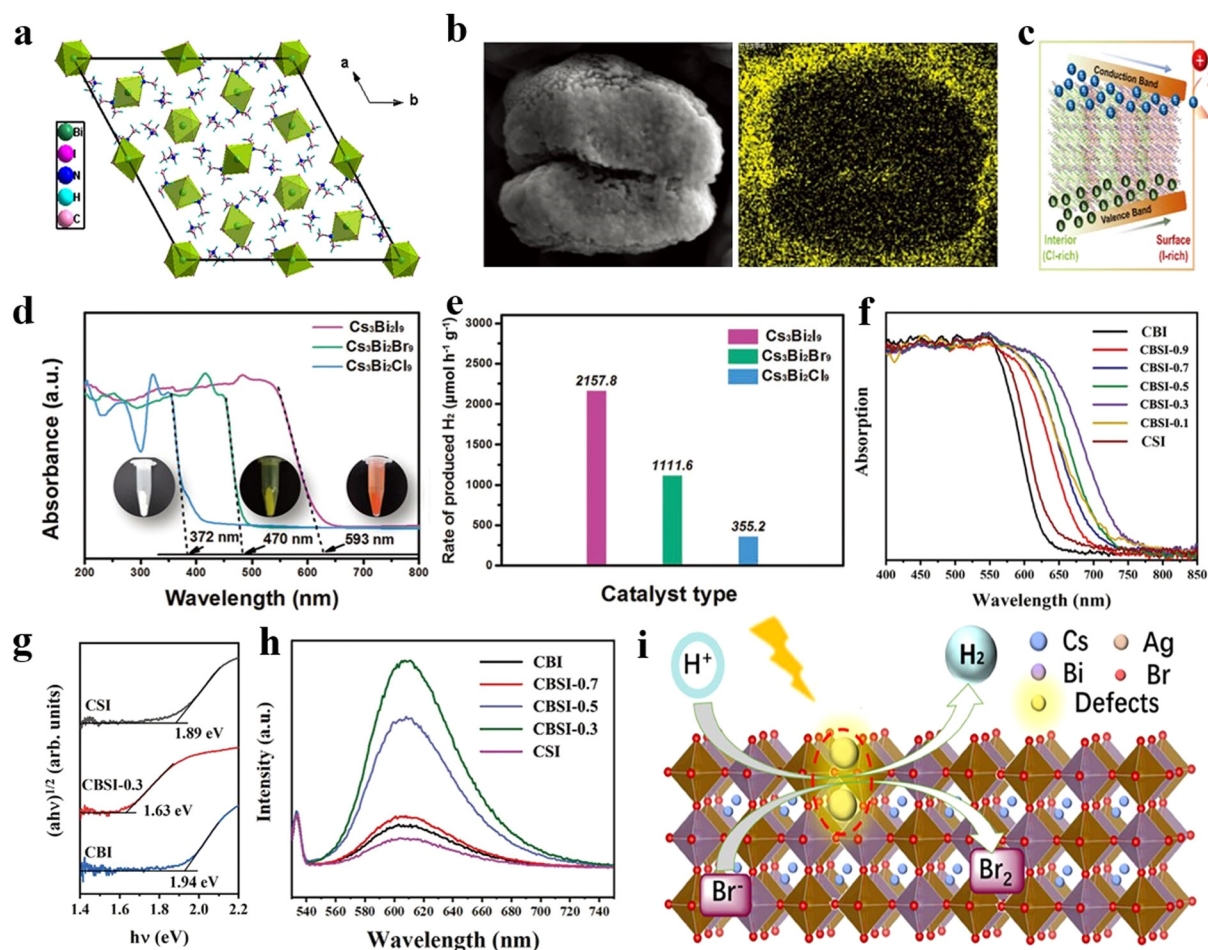 a
a
b
Bi
I
N
H
C
b
c
Conduction Band
Valence Band
Interior
(Cl-rich)
Surface
(I-rich)
+
d
Absorbance (a.u.)
Cs₃Bi₂I₉
Cs₃Bi₂Br₉
Cs₃Bi₂Cl₉
372 nm
470 nm
593 nm
200 300 400 500 600 700 800
Wavelength (nm)
e
Rate of produced H₂ (μmol h⁻¹ g⁻¹)
3000
2500
2000
1500
1000
500
0
2157.8
1111.6
355.2
Cs₃Bi₂I₉
Cs₃Bi₂Br₉
Cs₃Bi₂Cl₉
Catalyst type
f
Absorption
CBI
CBSI-0.9
CBSI-0.7
CBSI-0.5
CBSI-0.3
CBSI-0.1
CSI
400 450 500 550 600 650 700 750 800 850
Wavelength (nm)
g
(ahν)^1/2 (arb. units)
CSI
1.89 eV
CBSI-0.3
1.63 eV
CBI
1.94 eV
1.4 1.6 1.8 2.0 2.2
hν (eV)
h
Intensity (a.u.)
CBI
CBSI-0.7
CBSI-0.5
CBSI-0.3
CSI
540 560 580 600 620 640 660 680 700 720 740
Wavelength (nm)
i
H⁺
H₂
Cs
Ag
Bi
Br
Defects
Br⁻
Br₂